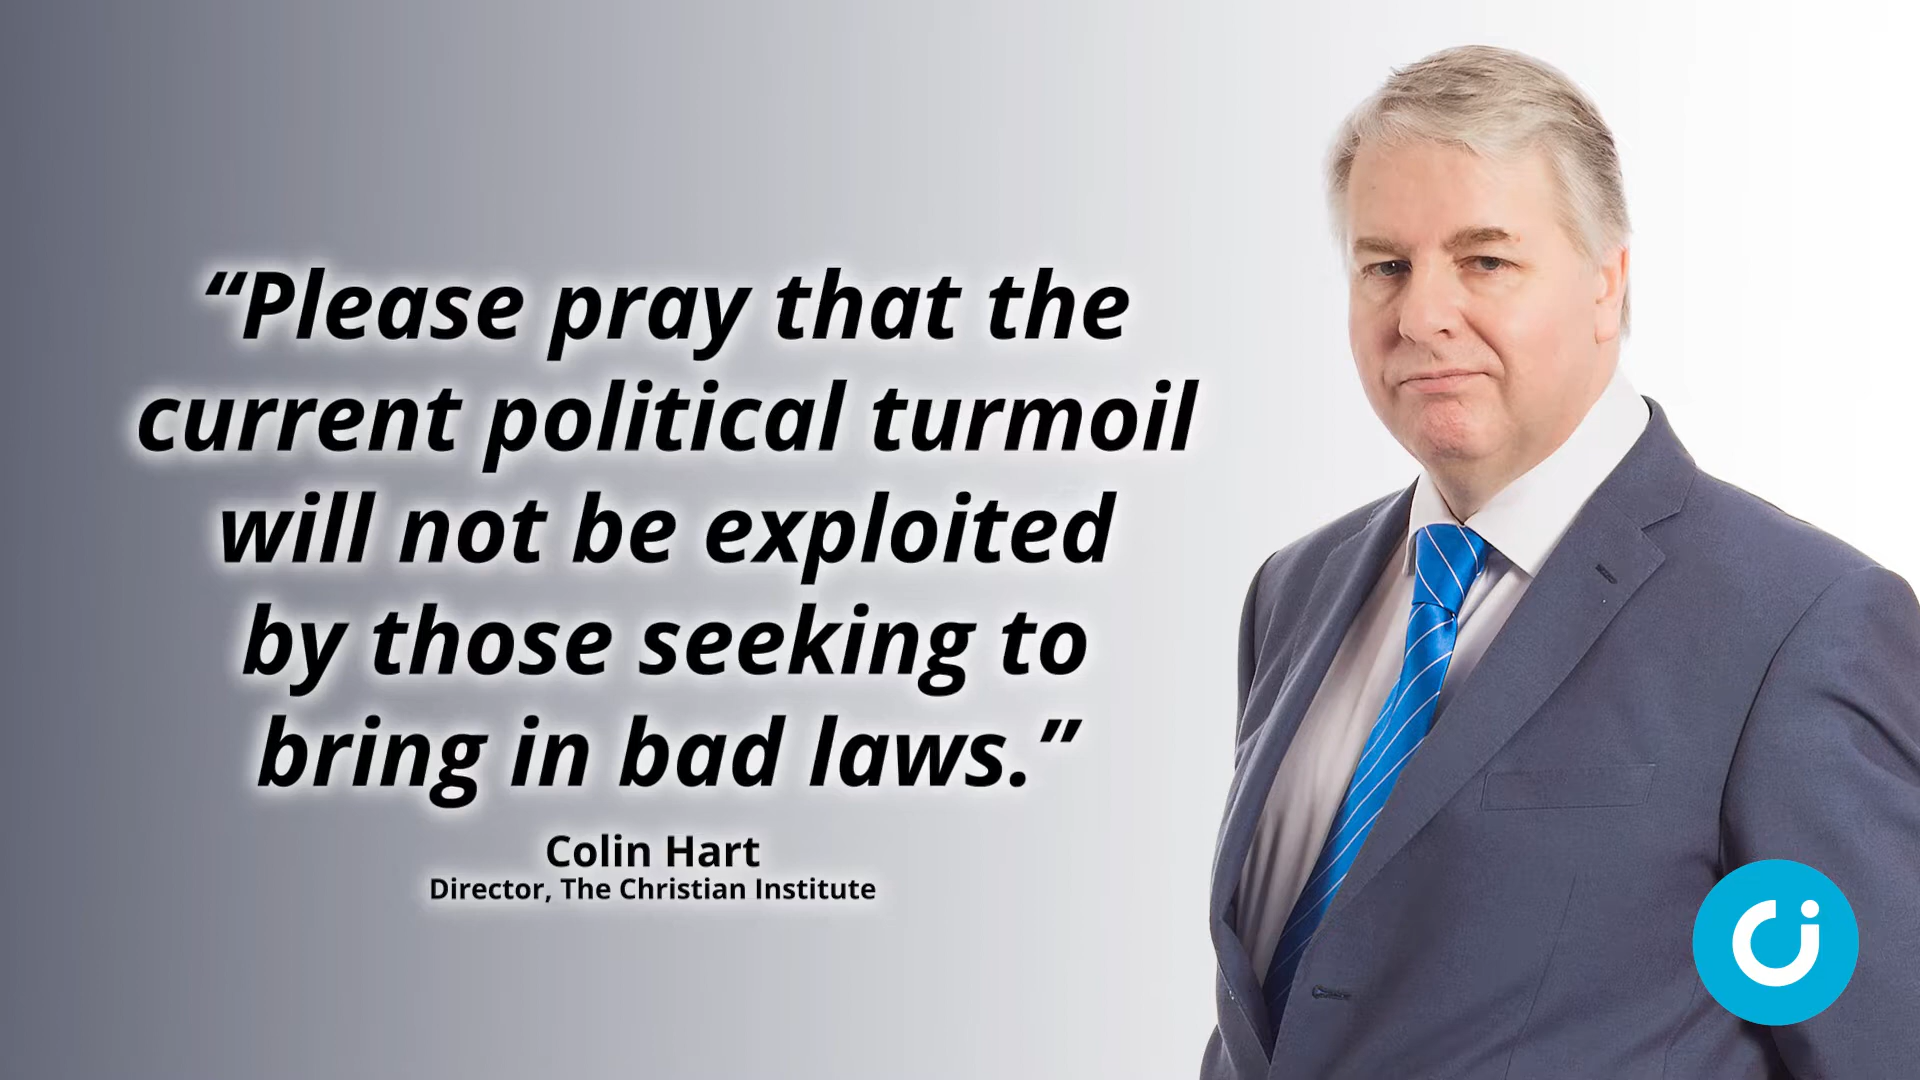 “Please pray that the
current political turmoil
will not be exploited
by those seeking to
bring in bad laws.”
Colin Hart
Director, The Christian Institute